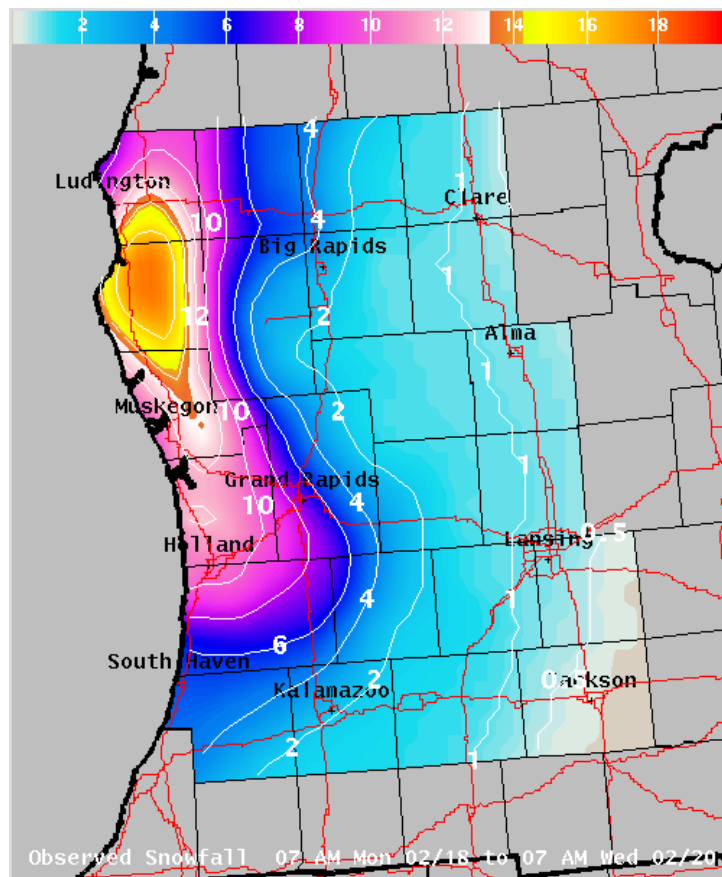 2 4 6 8 10 12 14 16 18
4
Ludington
1
Clare
10
4
Big Rapids
1
12
2
Alma
1
Muskegon
10
2
Grand Rapids
1
10
4
Holland
Lansing
0.5
4
1
6
South Haven
2
Kalamazoo
Jackson
2
1
Observed Snowfall 07 AM Mon 02/18 to 07 AM Wed 02/20